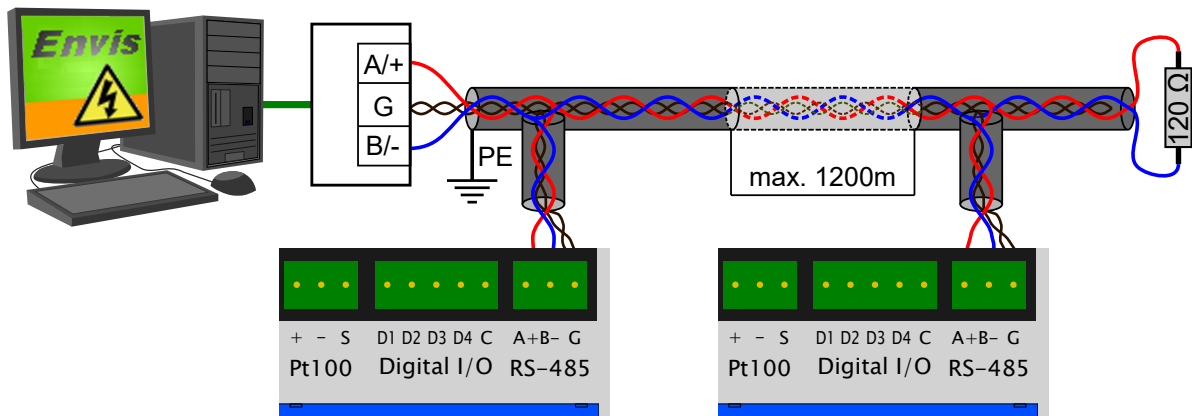 Envis
A/+
G
B/-
PE
max. 1200m
120 Ω
+ - S D1 D2 D3 D4 C A+B- G
Pt100 Digital I/O RS-485
+ - S D1 D2 D3 D4 C A+B- G
Pt100 Digital I/O RS-485